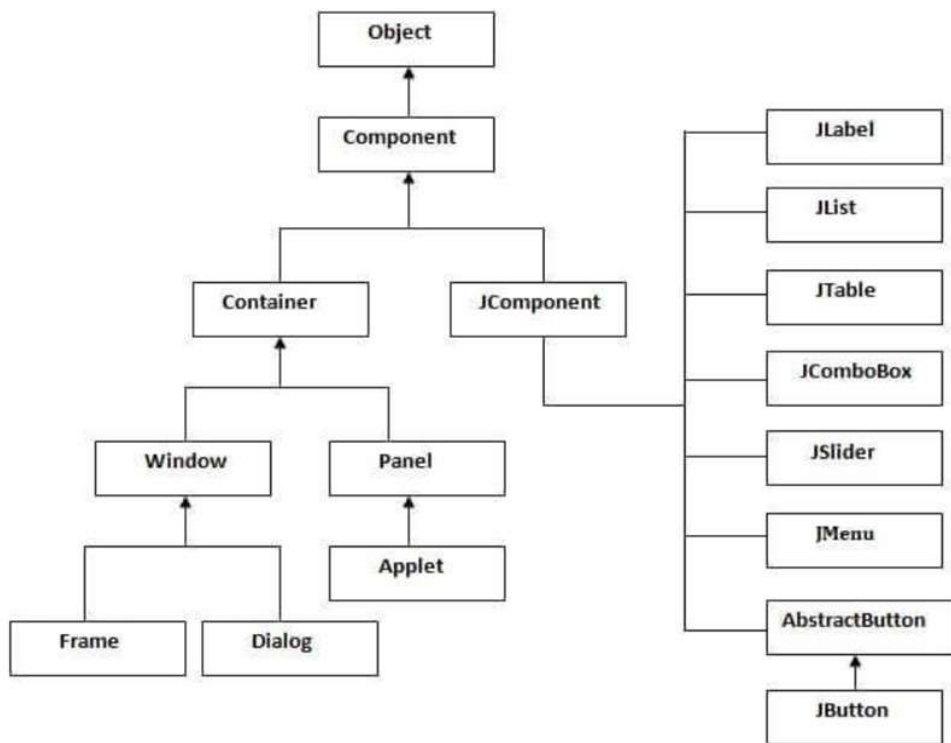 Object
Component
Container
JComponent
Window
Panel
Applet
Frame
Dialog
JLabel
JList
JTable
JComboBox
JSlider
JMenu
AbstractButton
JButton